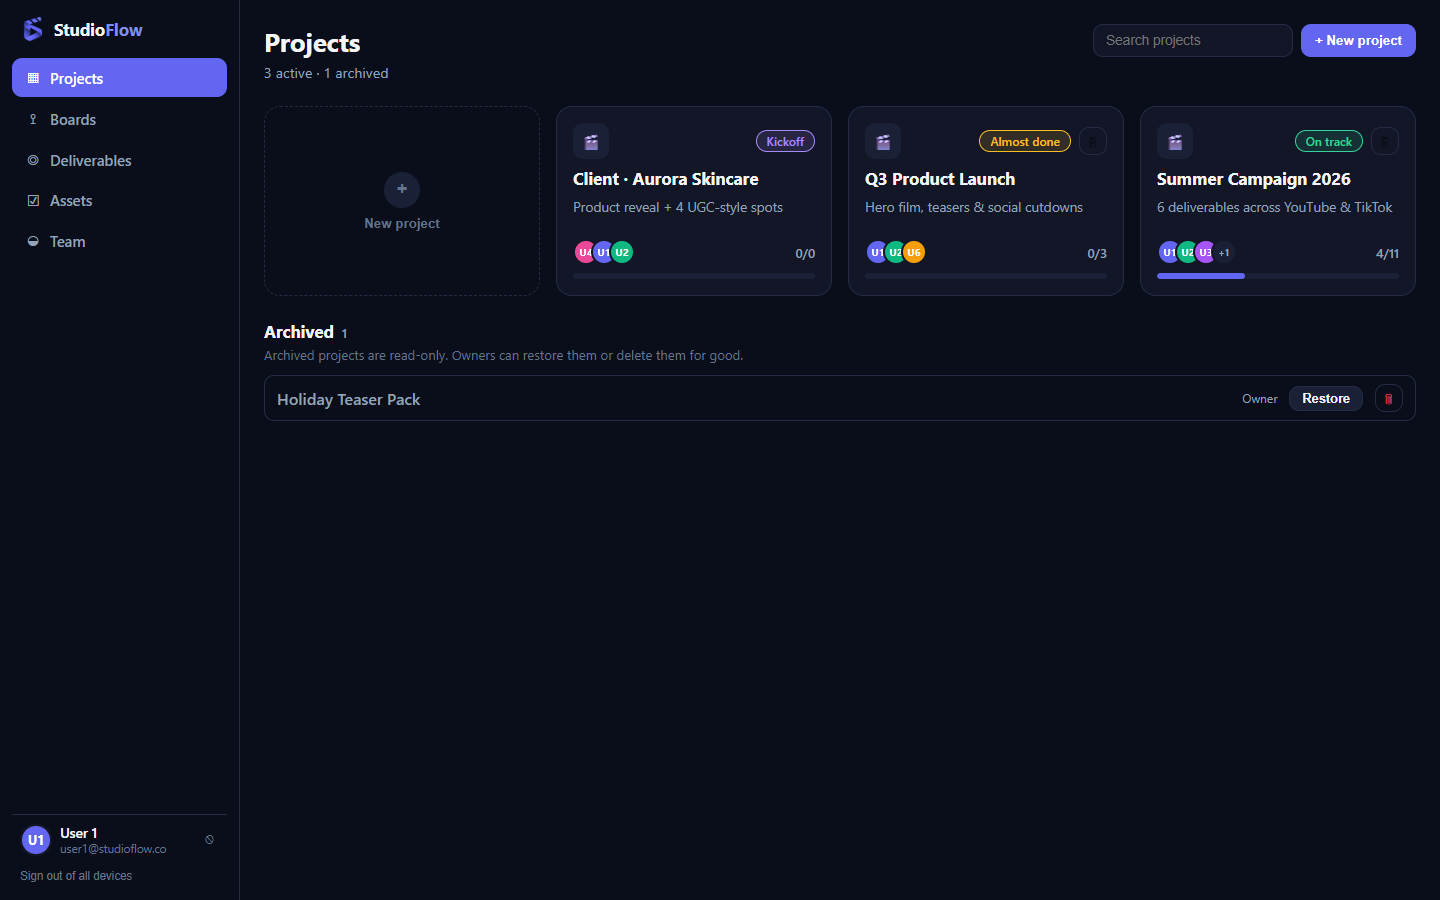 StudioFlow
Projects
Boards
Deliverables
Assets
Team
User 1
user1@studioflow.co
Sign out of all devices
Projects
3 active · 1 archived
Search projects
+ New project
+
New project
Kickoff
Client · Aurora Skincare
Product reveal + 4 UGC-style spots
U4 U1 U2
0/0
Almost done
Q3 Product Launch
Hero film, teasers & social cutdowns
U1 U2 U6
0/3
On track
Summer Campaign 2026
6 deliverables across YouTube & TikTok
U1 U2 U3 +1
4/11
Archived 1
Archived projects are read-only. Owners can restore them or delete them for good.
Holiday Teaser Pack
Owner
Restore
U1